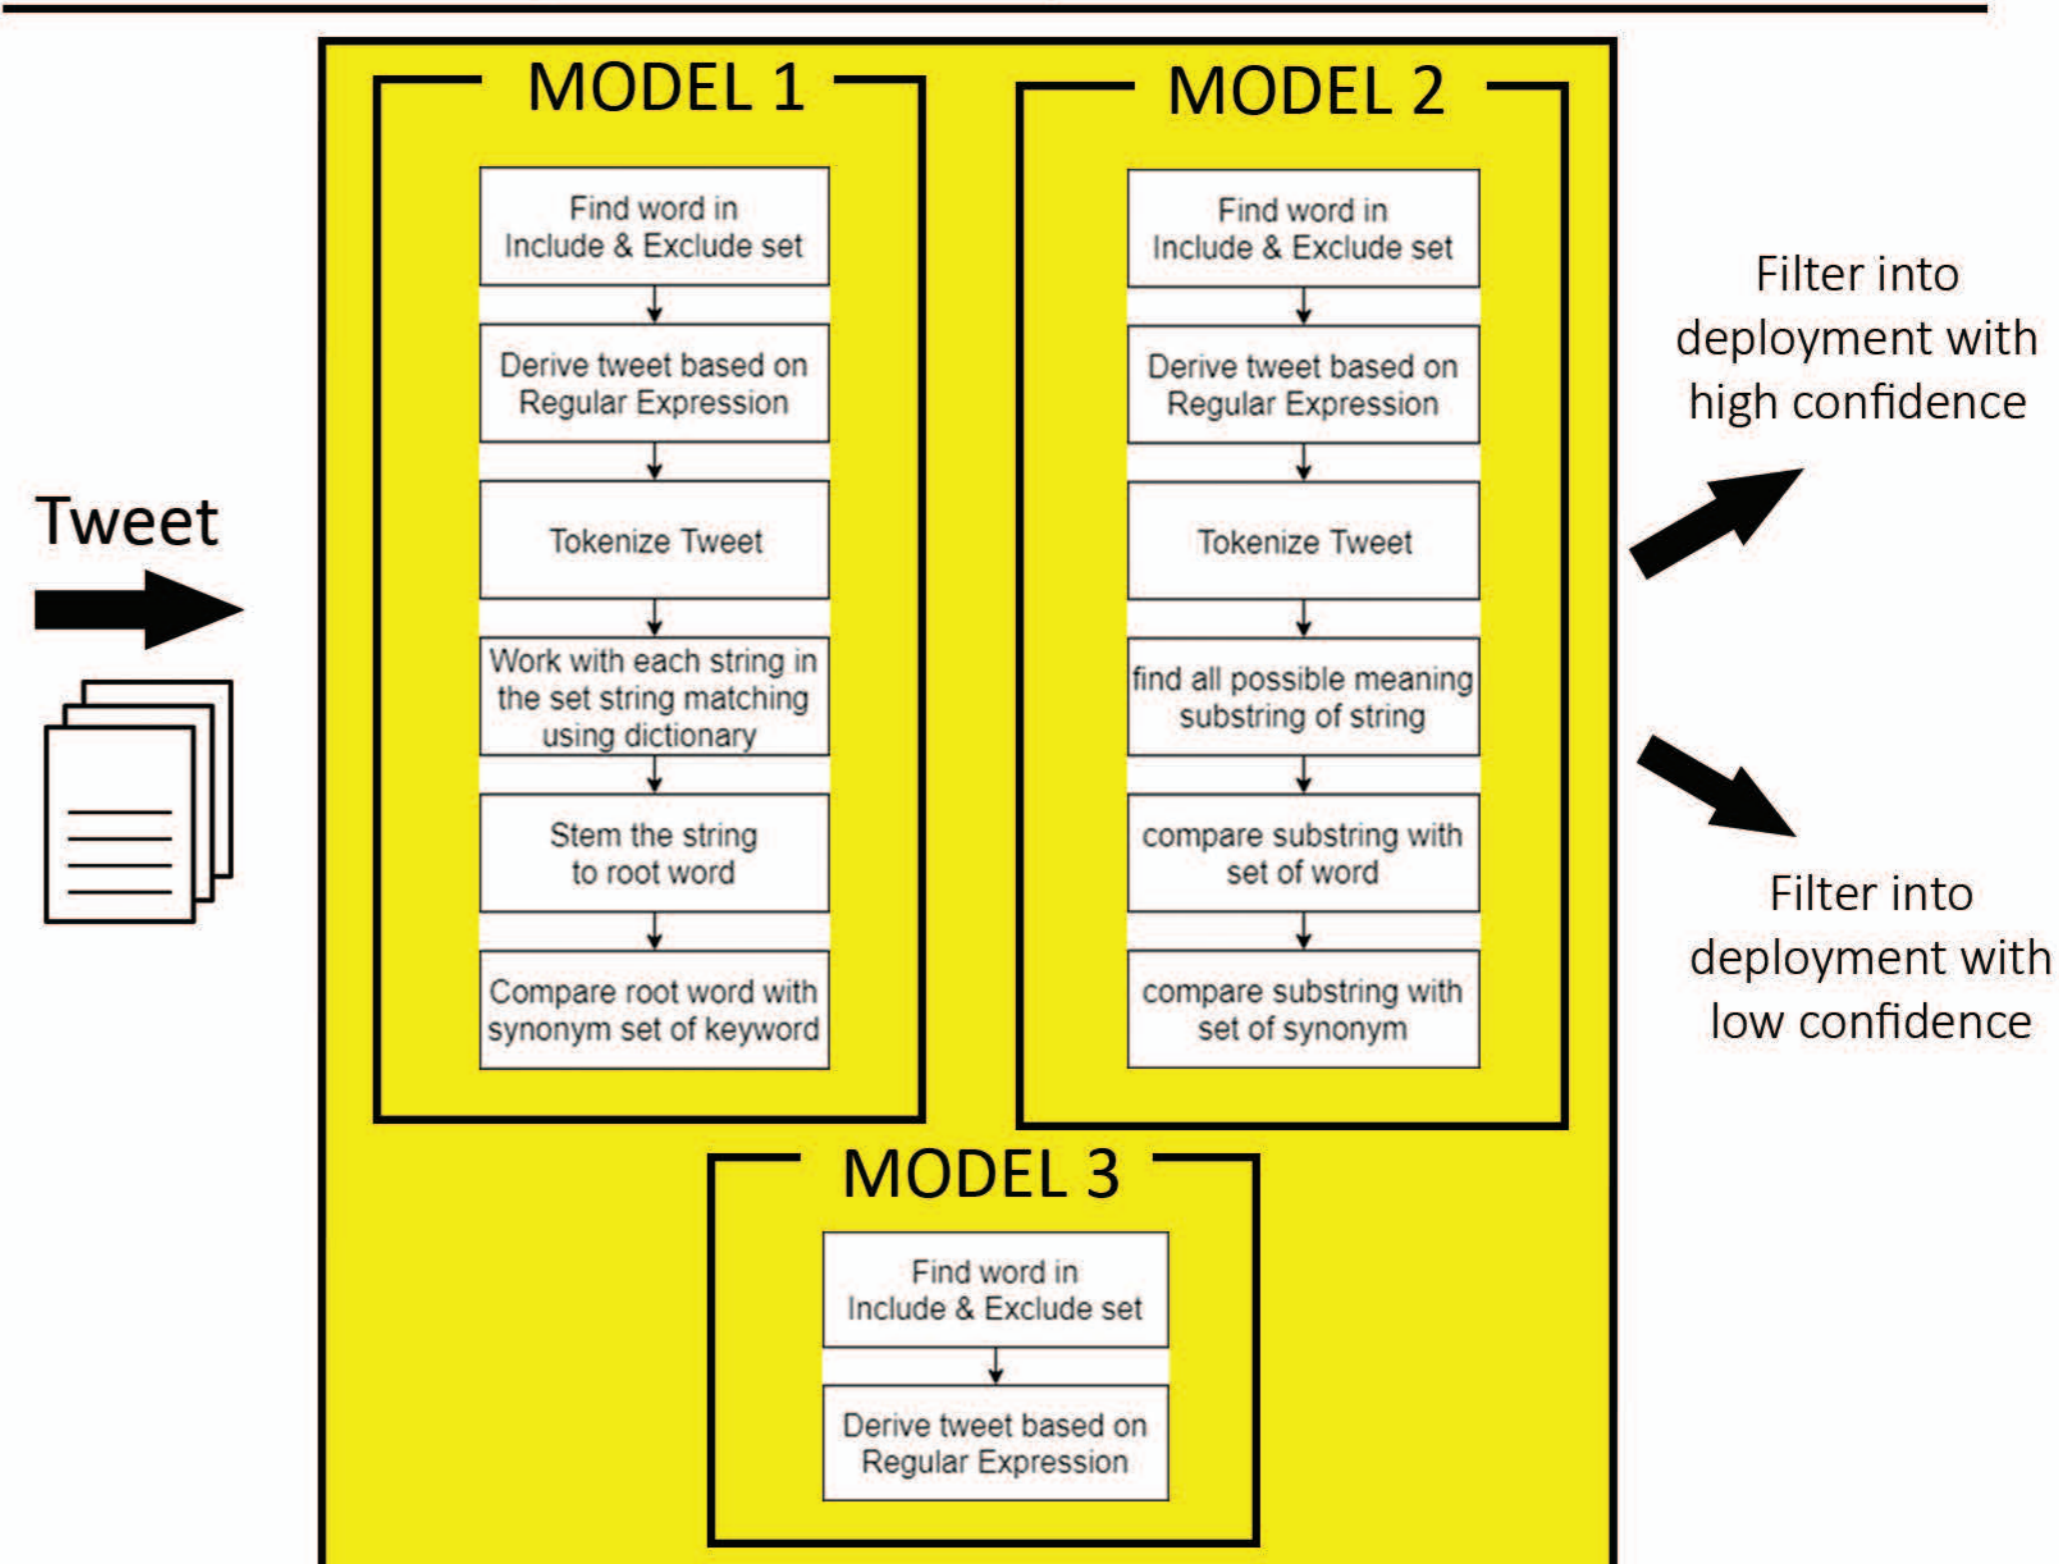 Tweet
MODEL 1
Find word in
Include & Exclude set
Derive tweet based on
Regular Expression
Tokenize Tweet
Work with each string in
the set string matching
using dictionary
Stem the string
to root word
Compare root word with
synonym set of keyword
MODEL 2
Find word in
Include & Exclude set
Derive tweet based on
Regular Expression
Tokenize Tweet
find all possible meaning
substring of string
compare substring with
set of word
compare substring with
set of synonym
MODEL 3
Find word in
Include & Exclude set
Derive tweet based on
Regular Expression
Filter into
deployment with
high confidence
Filter into
deployment with
low confidence